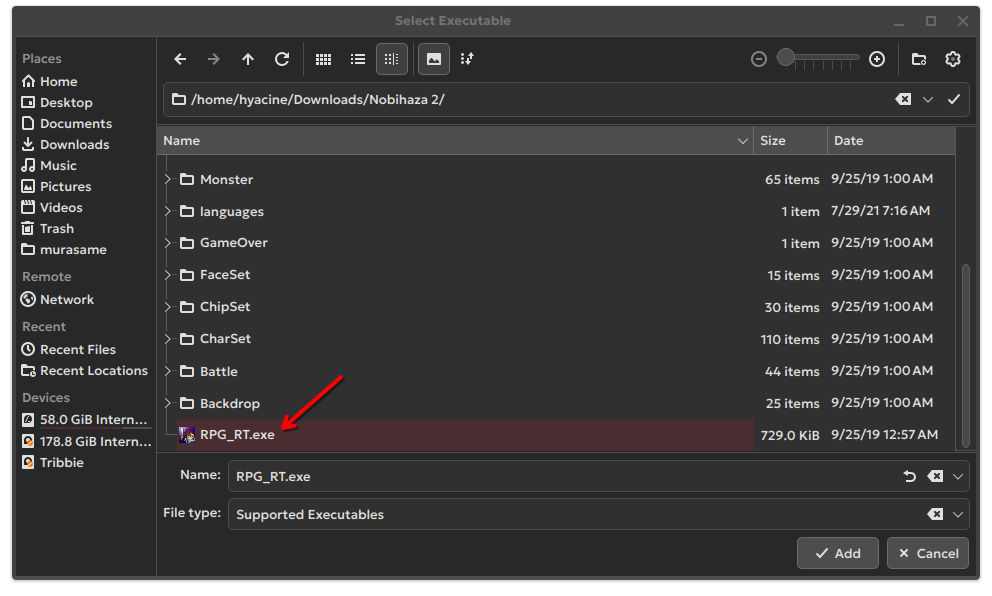 Select Executable
Places
Home
Desktop
Documents
Downloads
Music
Pictures
Videos
Trash
murasame
Remote
Network
Recent
Recent Files
Recent Locations
Devices
58.0 GiB Intern...
178.8 GiB Intern...
Tribbie
/home/hyacine/Downloads/Nobihaza 2/
Name Size Date
Monster 65 items 9/25/19 1:00 AM
languages 1 item 7/29/21 7:16 AM
GameOver 1 item 9/25/19 1:00 AM
FaceSet 15 items 9/25/19 1:00 AM
ChipSet 30 items 9/25/19 1:00 AM
CharSet 110 items 9/25/19 1:00 AM
Battle 44 items 9/25/19 1:00 AM
Backdrop 25 items 9/25/19 1:00 AM
RPG_RT.exe 729.0 KiB 9/25/19 12:57 AM
Name: RPG_RT.exe
File type: Supported Executables
Add Cancel